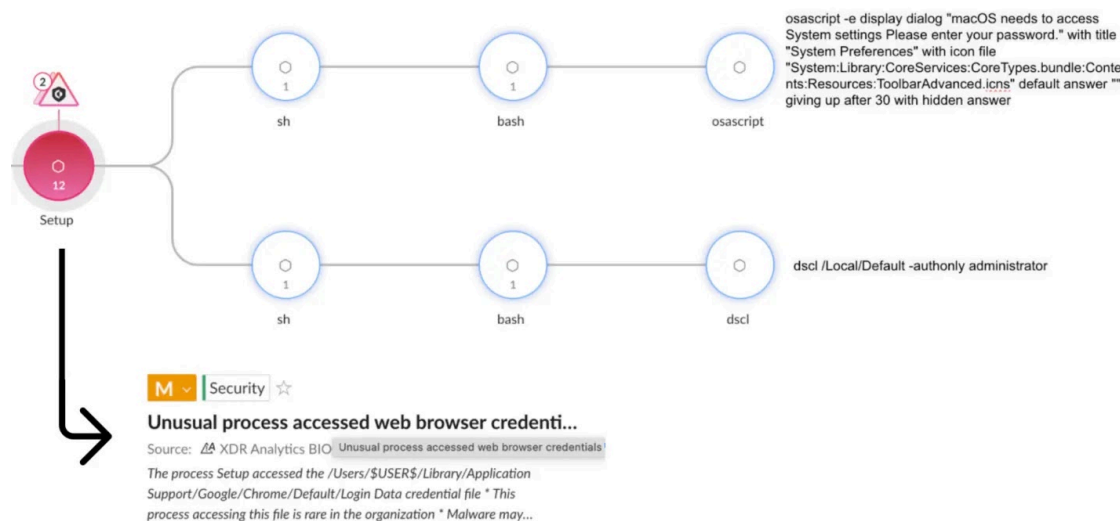 osascript -e display dialog "macOS needs to access
System settings Please enter your password." with title
"System Preferences" with icon file
"System:Library:CoreServices:CoreTypes.bundle:Conte
nts:Resources:ToolbarAdvanced.icns" default answer ""
giving up after 30 with hidden answer
2
12
Setup
1
sh
1
bash
osascript
1
sh
1
bash
dscl
dscl /Local/Default -authonly administrator
M Security
Unusual process accessed web browser credenti...
Source: XDR Analytics BIO Unusual process accessed web browser credentials
The process Setup accessed the /Users/$USER$/Library/Application
Support/Google/Chrome/Default/Login Data credential file * This
process accessing this file is rare in the organization * Malware may...